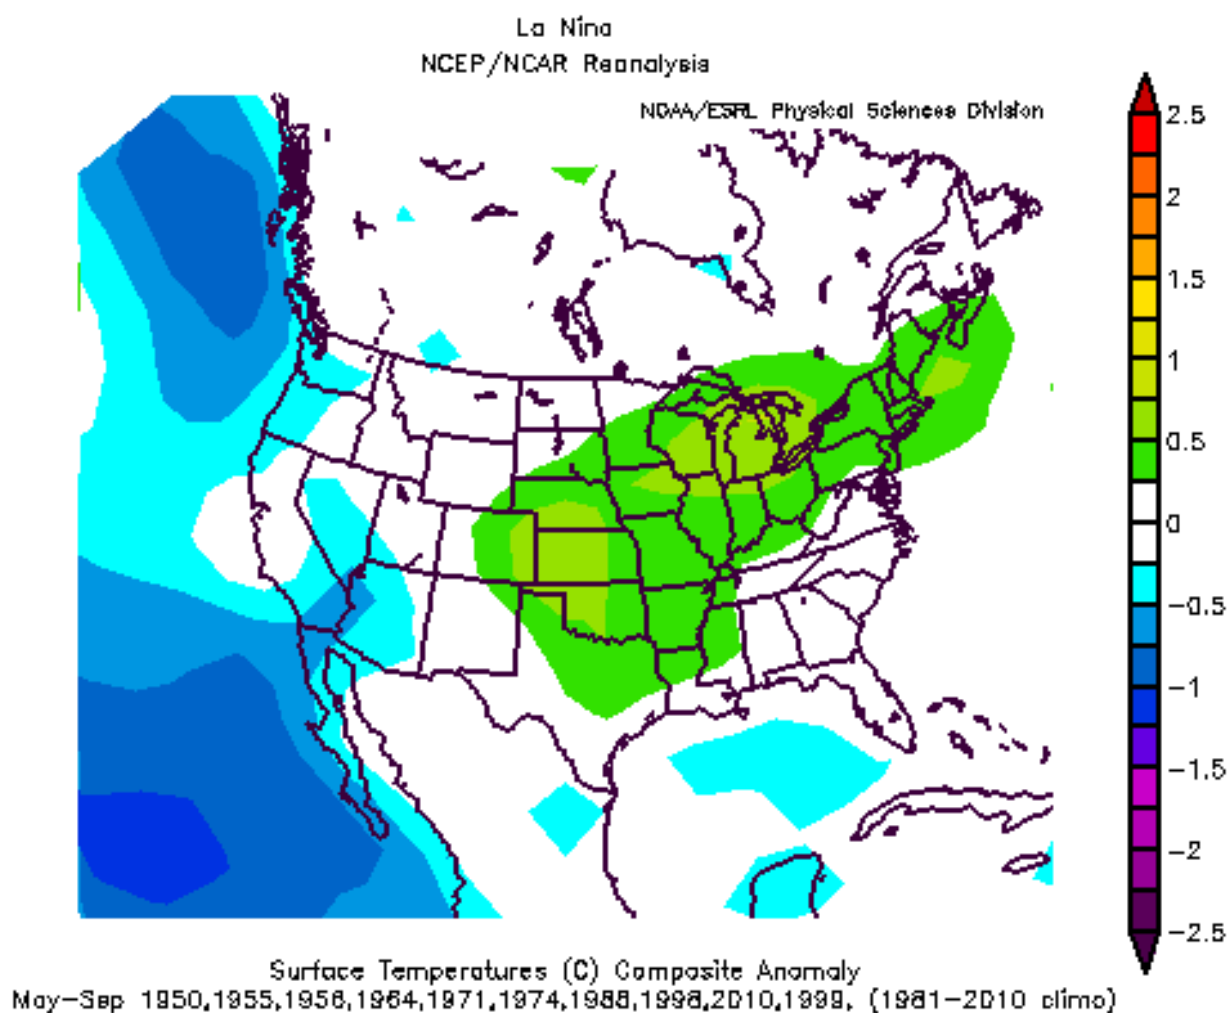 La Nina
NCEP/NCAR Reanalysis
NOAA/ESRL Physical Sciences Division
2.5
2
1.5
1
0.5
0
-0.5
-1
-1.5
-2
-2.5
Surface Temperatures (C) Composite Anomaly
May-Sep 1950,1955,1956,1964,1971,1974,1988,1998,2010,1999, (1981-2010 climo)